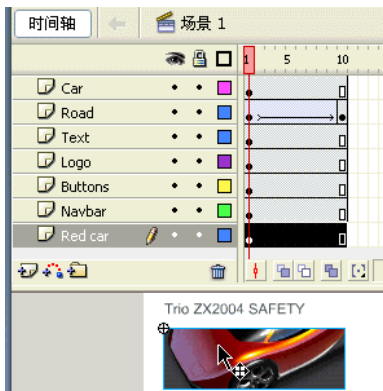 时间轴 场景 1
1 5 10
Car
Road
Text
Logo
Buttons
Navbar
Red car
Trio ZX2004 SAFETY